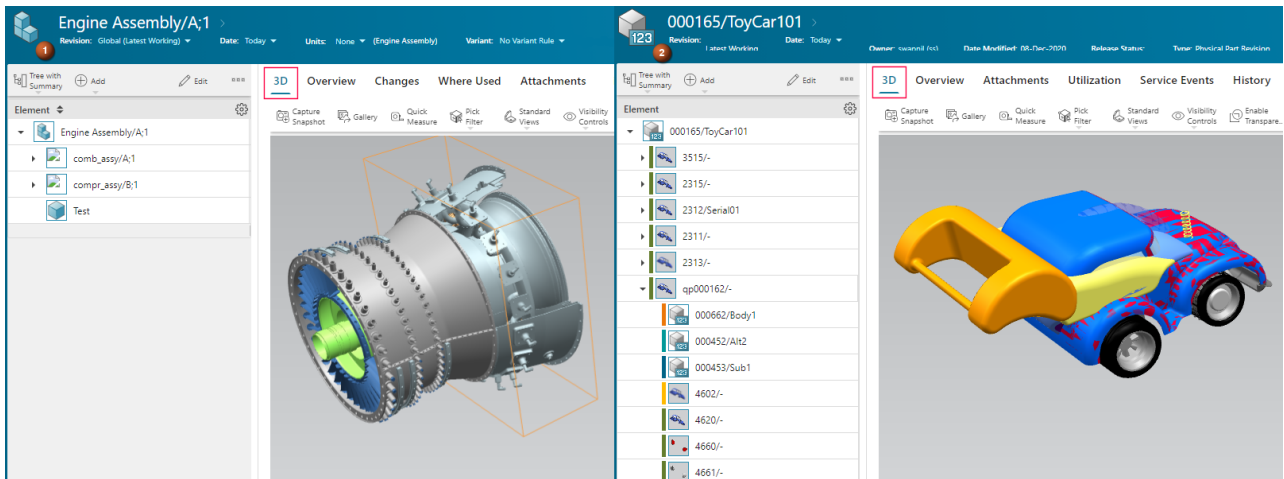 Engine Assembly/A;1 >
1
Revision: Global (Latest Working) Date: Today Units: None (Engine Assembly) Variant: No Variant Rule
Tree with Summary Add Edit
Element
Engine Assembly/A;1
comb_assy/A;1
compr_assy/B;1
Test
3D Overview Changes Where Used Attachments
Capture Snapshot Gallery Quick Measure Pick Filter Standard Views Visibility Controls
000165/ToyCar101 >
123
2
Revision: Latest Working Date: Today Owner: swapnil (ss) Date Modified: 08-Dec-2020 Release Status: Type: Physical Part Revision
Tree with Summary Add Edit
Element
000165/ToyCar101
3515/-
2315/-
2312/Serial01
2311/-
2313/-
qp000162/-
000662/Body1
000452/Alt2
000453/Sub1
4602/-
4620/-
4660/-
4661/-
3D Overview Attachments Utilization Service Events History
Capture Snapshot Gallery Quick Measure Pick Filter Standard Views Visibility Controls Enable Transpare...